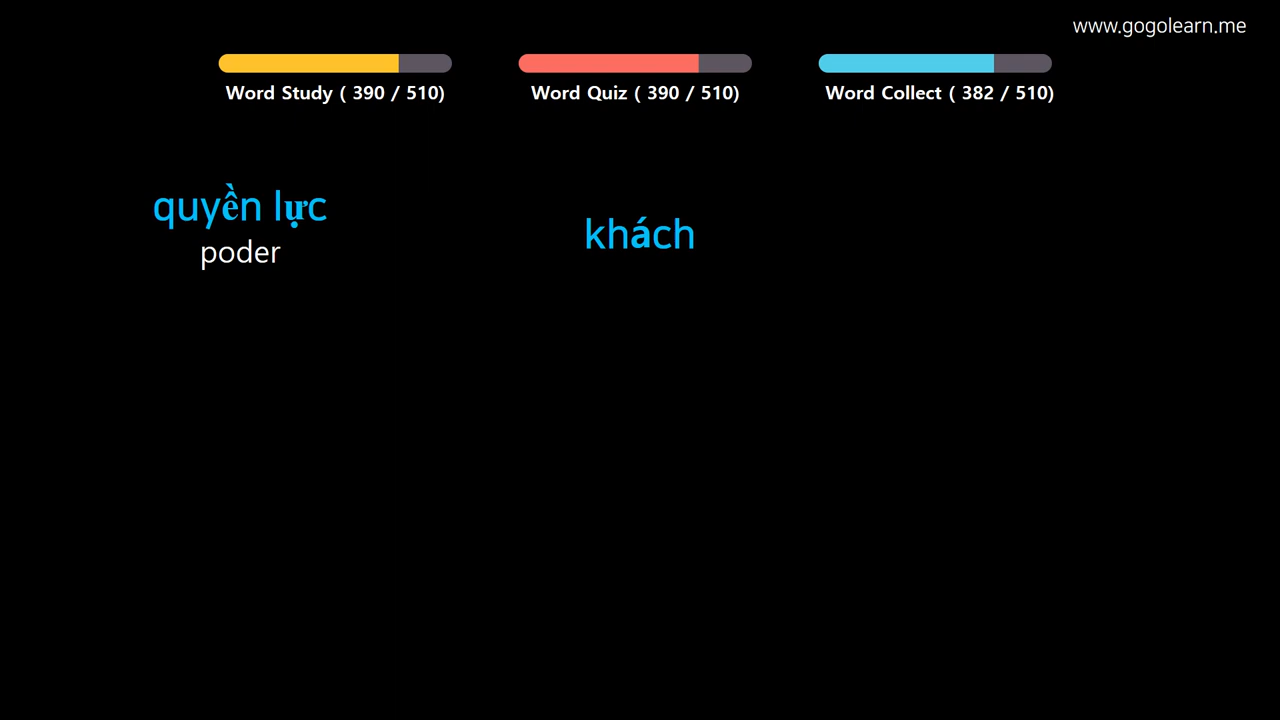 www.gogolearn.me
Word Study ( 390 / 510)
Word Quiz ( 390 / 510)
Word Collect ( 382 / 510)
quyền lực
poder
khách